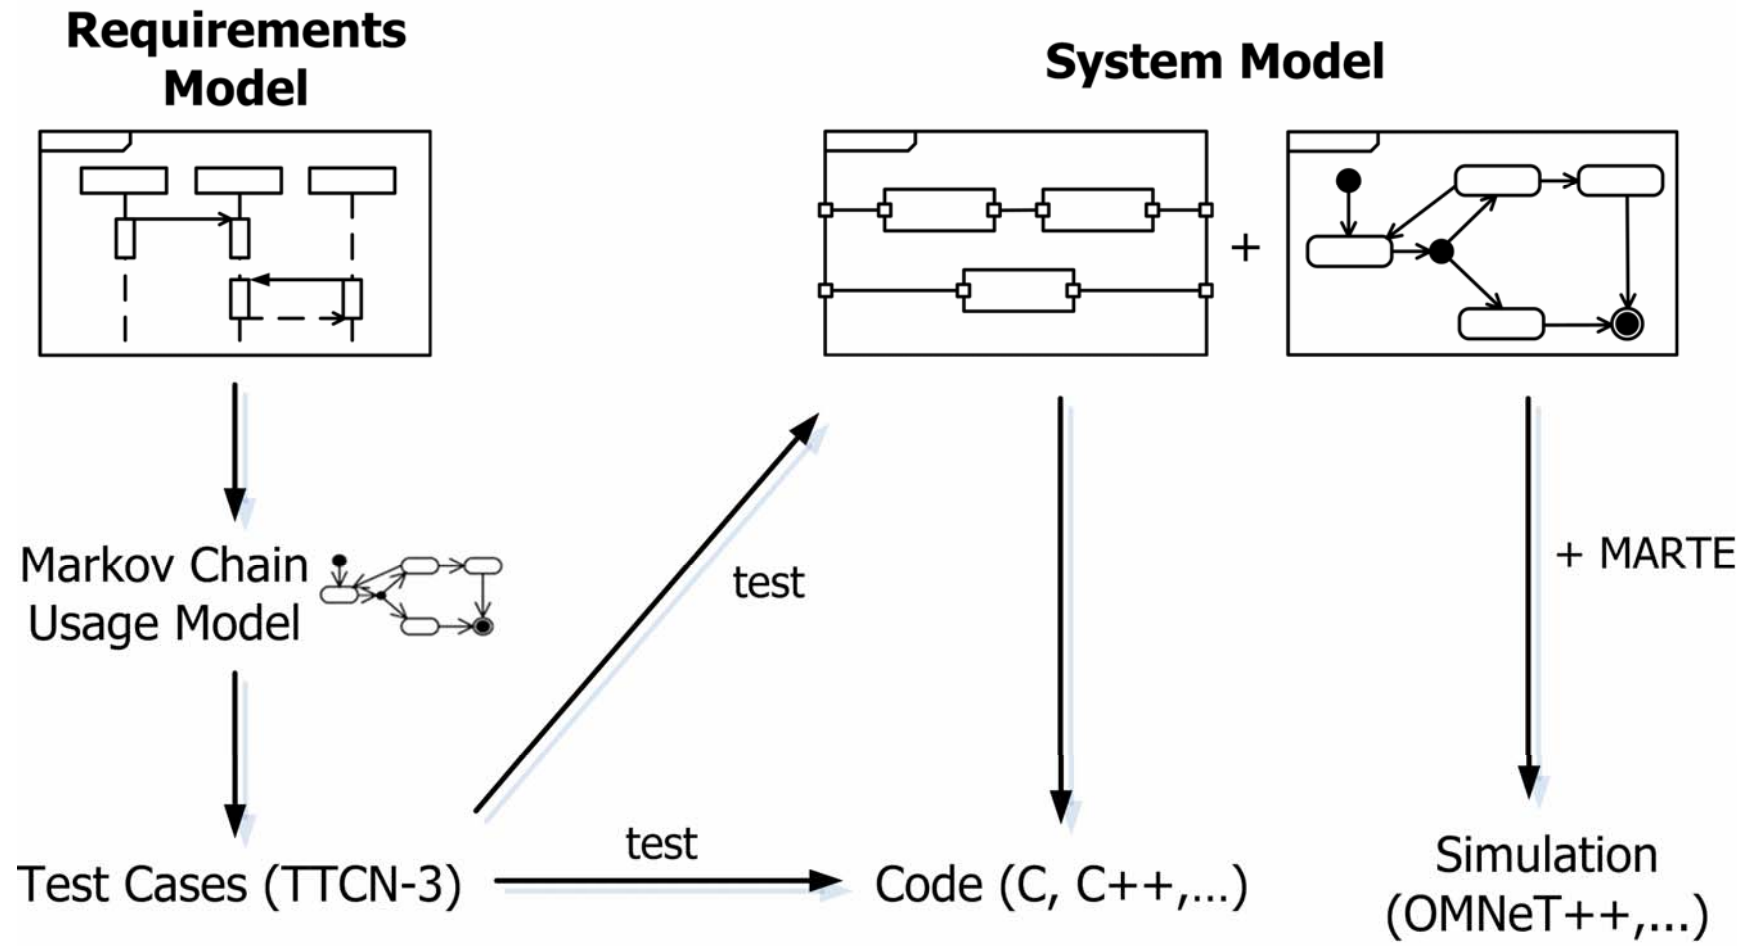 Requirements
Model
System Model
+
Markov Chain
Usage Model
test
+ MARTE
test
Test Cases (TTCN-3)
Code (C, C++,...)
Simulation
(OMNeT++,...)